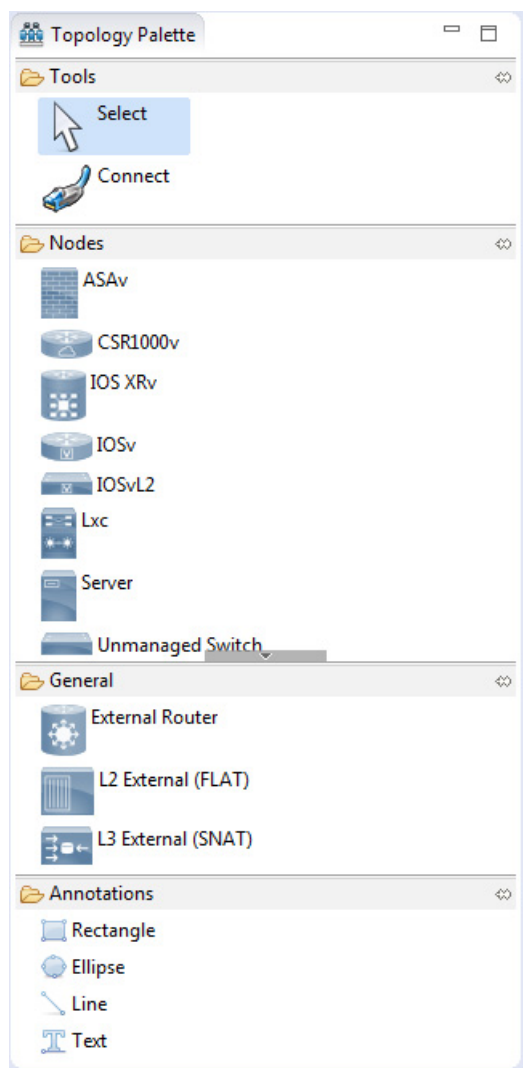 Topology Palette
Tools
Select
Connect
Nodes
ASAv
CSR1000v
IOS XRv
IOSv
IOSvL2
Lxc
Server
Unmanaged Switch
General
External Router
L2 External (FLAT)
L3 External (SNAT)
Annotations
Rectangle
Ellipse
Line
Text